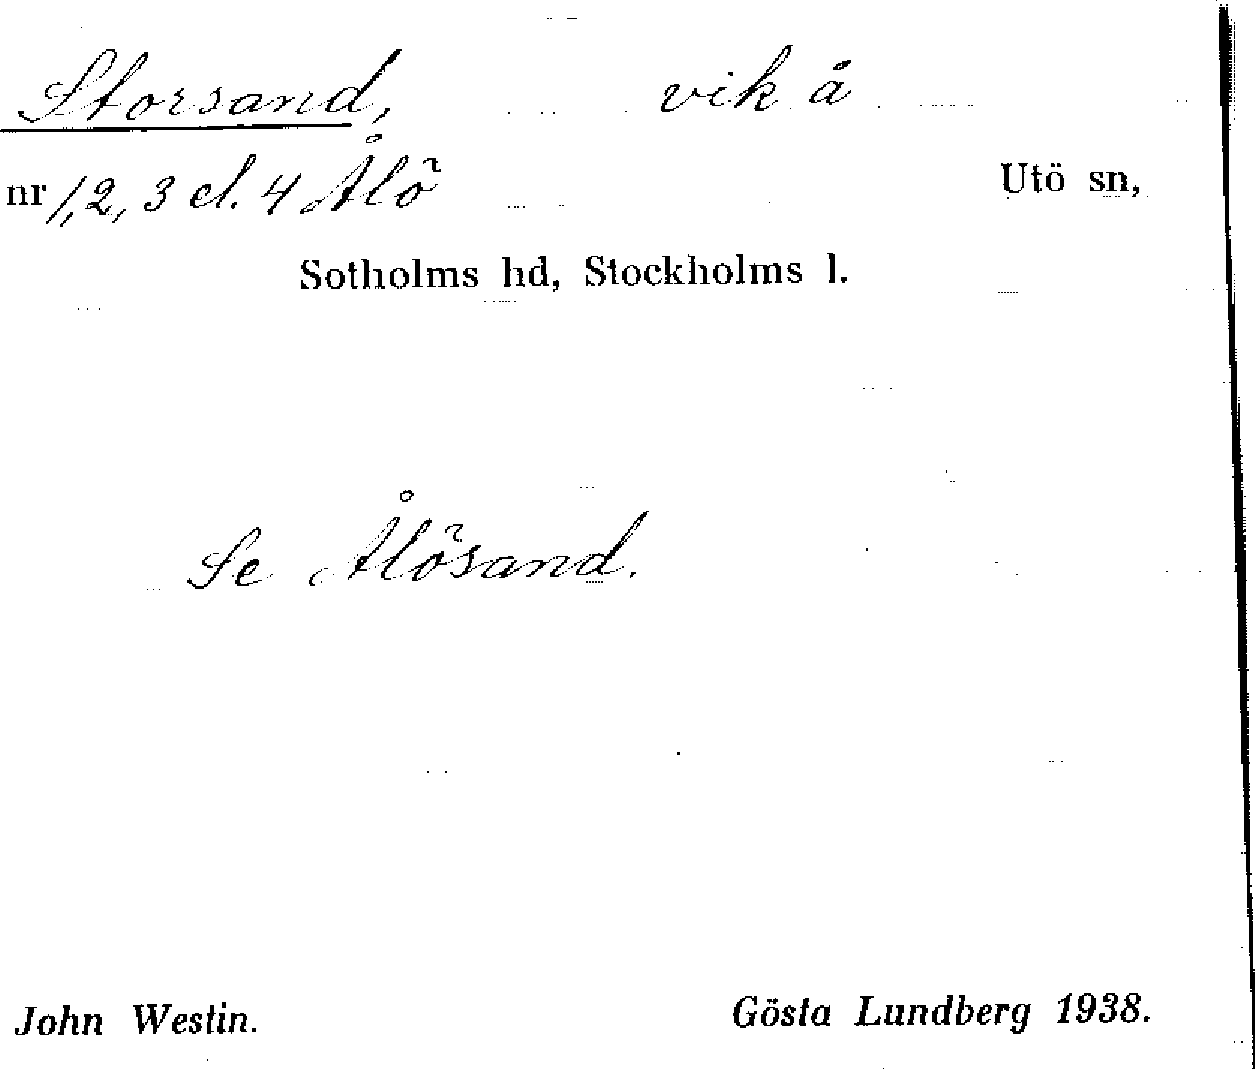 Storsand, vik å
nr 1, 2, 3 el. 4 Ålö Utö sn,
Sotholms hd, Stockholms l.
Se Ålösand.
John Westin. Gösta Lundberg 1938.